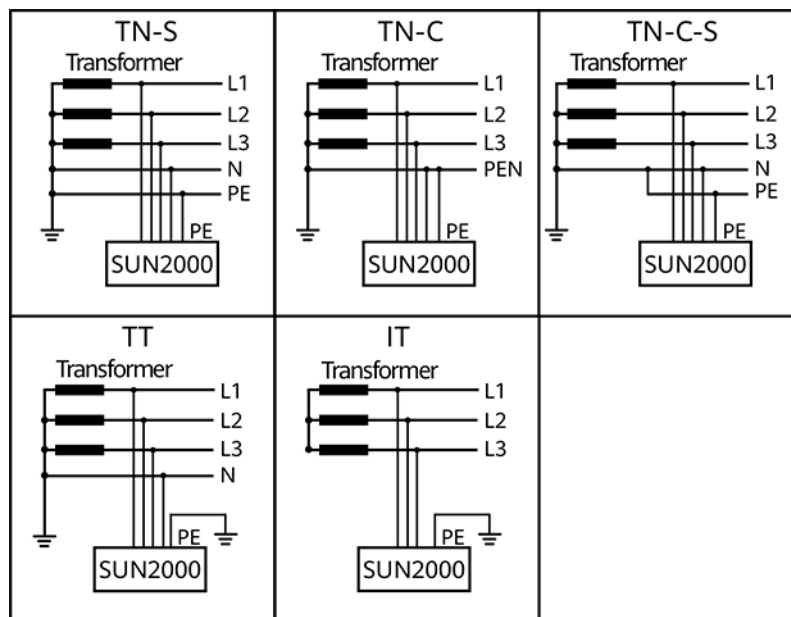 TN-S
Transformer
L1
L2
L3
N
PE
PE
SUN2000
TN-C
Transformer
L1
L2
L3
PEN
PE
SUN2000
TN-C-S
Transformer
L1
L2
L3
N
PE
PE
SUN2000
TT
Transformer
L1
L2
L3
N
PE
SUN2000
IT
Transformer
L1
L2
L3
PE
SUN2000